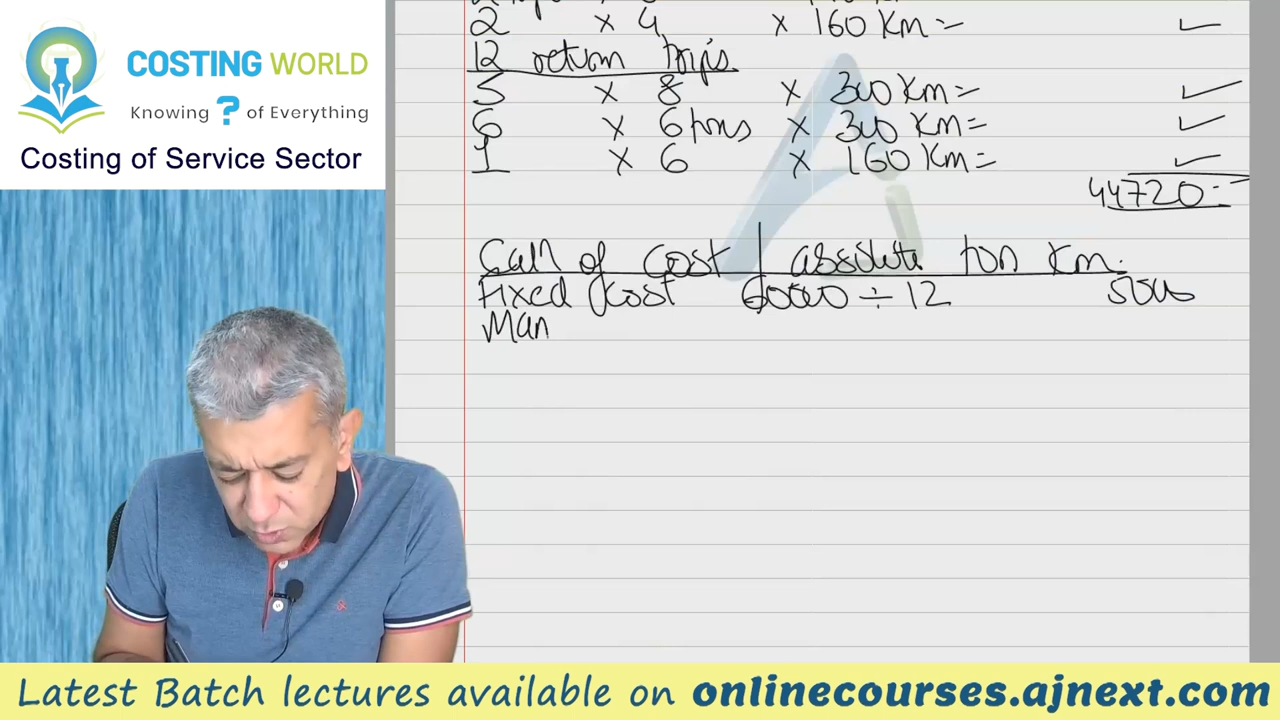 COSTING WORLD
Knowing ? of Everything
Costing of Service Sector
2 × 4 × 160 Km =
12 return trips
5 × 8 × 300 Km =
6 × 6 tons × 300 Km =
1 × 6 × 160 Km =
44720
Call of cost / absolute ton Km.
Fixed cost 60000 ÷ 12 5000
Man
Latest Batch lectures available on onlinecourses.ajnext.com